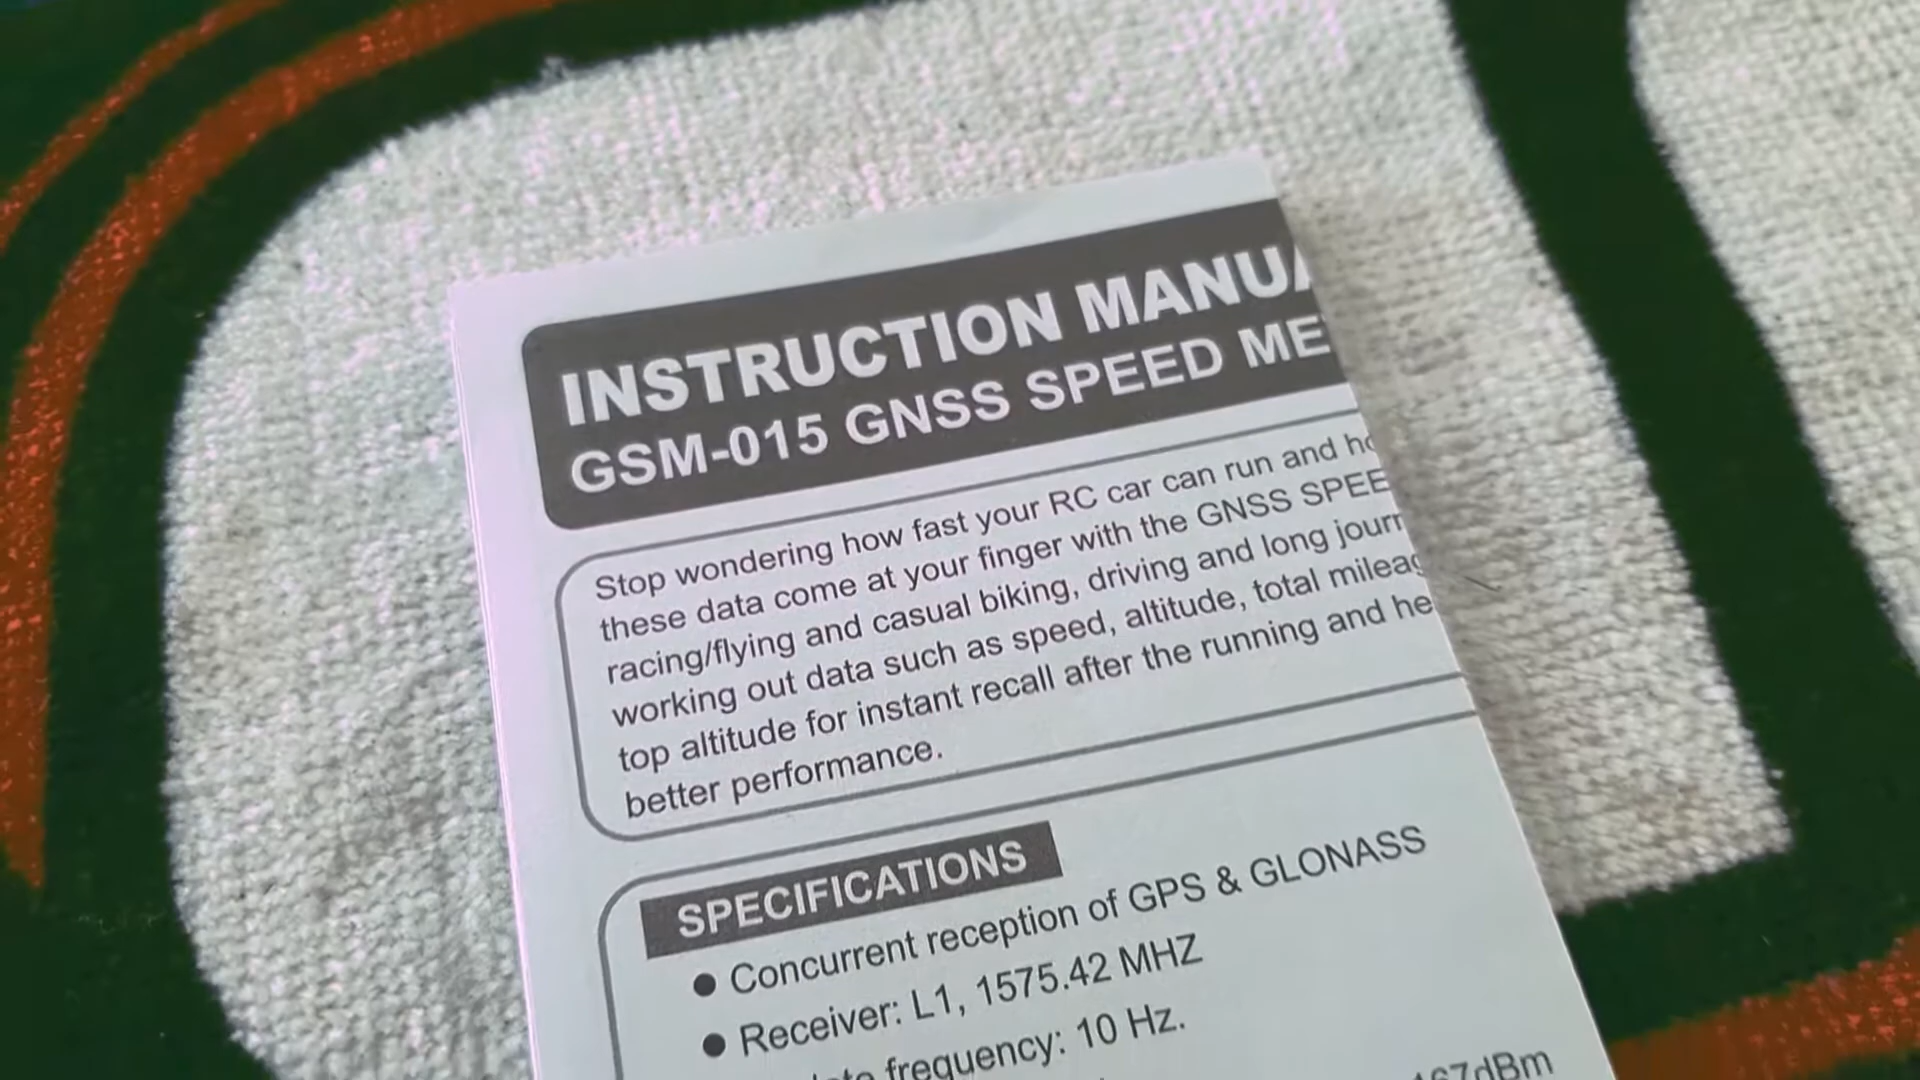 INSTRUCTION MANUA
GSM-015 GNSS SPEED ME
Stop wondering how fast your RC car can run and ho
these data come at your finger with the GNSS SPEE
racing/flying and casual biking, driving and long journ
working out data such as speed, altitude, total mileag
top altitude for instant recall after the running and he
better performance.
SPECIFICATIONS
● Concurrent reception of GPS & GLONASS
● Receiver: L1, 1575.42 MHZ
frequency: 10 Hz.